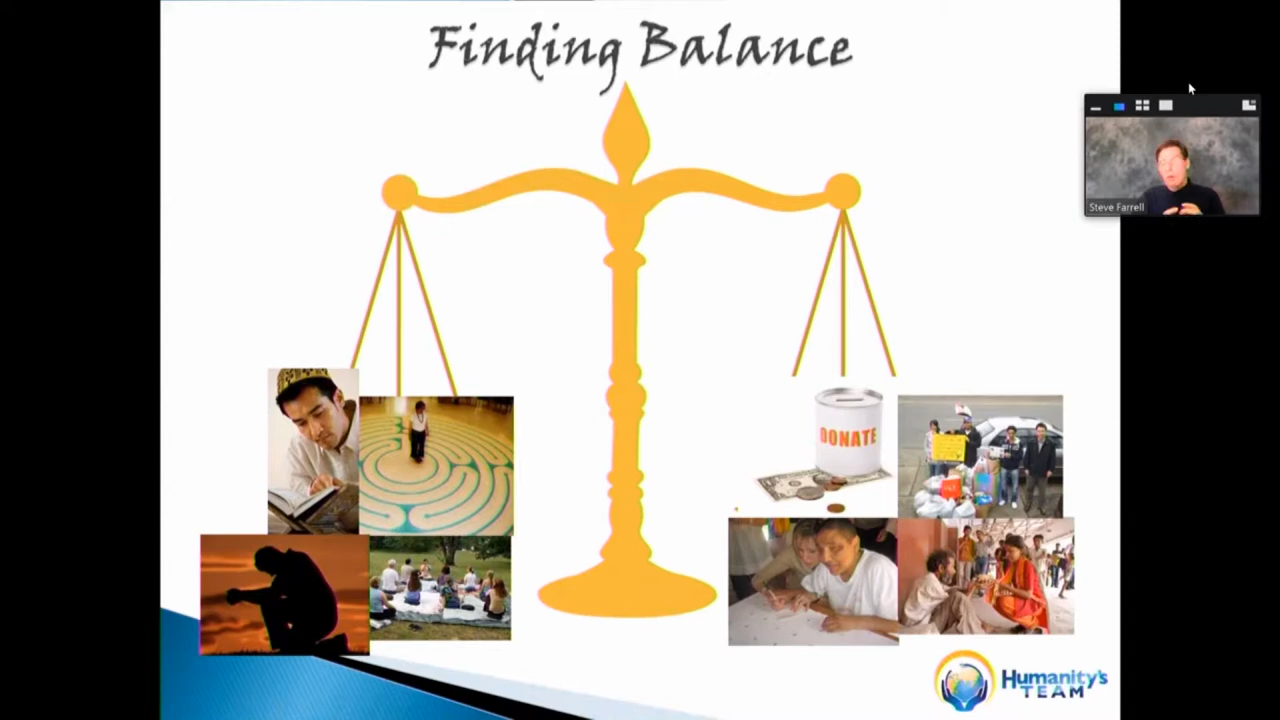 Finding Balance
Steve Farrell
DONATE
Humanity's
TEAM